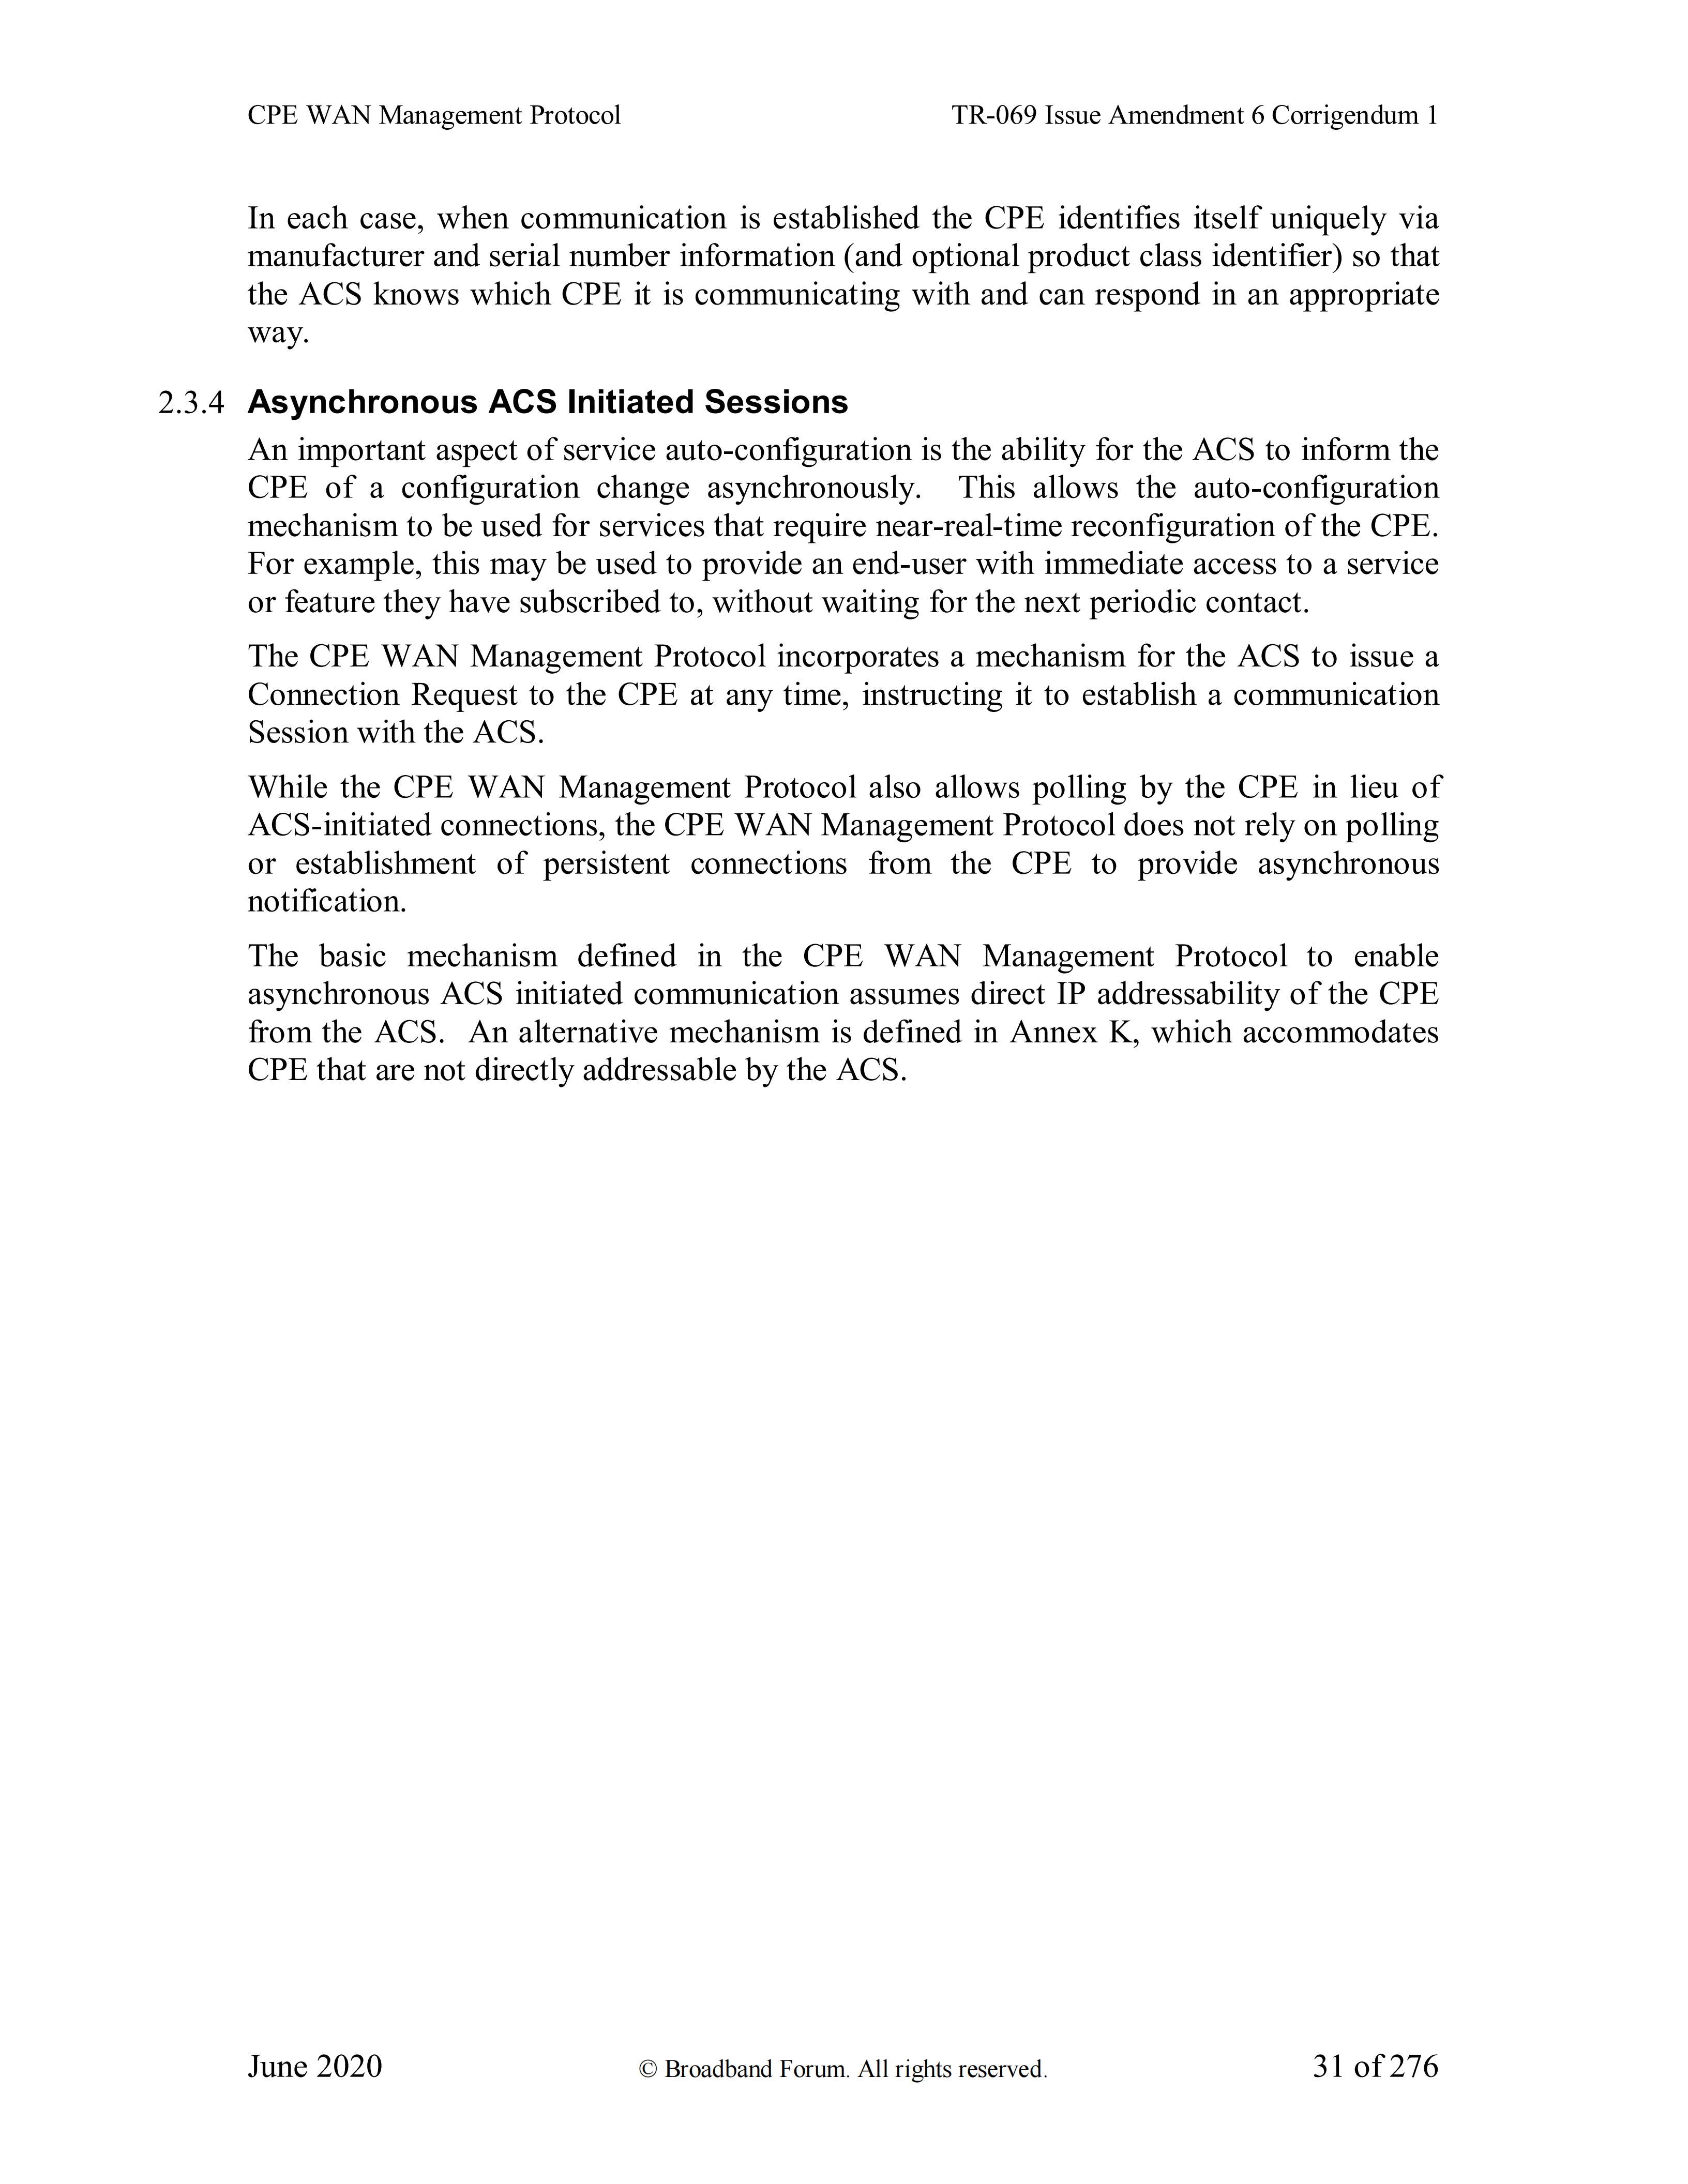 CPE WAN Management Protocol TR-069 Issue Amendment 6 Corrigendum 1
In each case, when communication is established the CPE identifies itself uniquely via
manufacturer and serial number information (and optional product class identifier) so that
the ACS knows which CPE it is communicating with and can respond in an appropriate
way.
2.3.4 Asynchronous ACS Initiated Sessions
An important aspect of service auto-configuration is the ability for the ACS to inform the
CPE of a configuration change asynchronously. This allows the auto-configuration
mechanism to be used for services that require near-real-time reconfiguration of the CPE.
For example, this may be used to provide an end-user with immediate access to a service
or feature they have subscribed to, without waiting for the next periodic contact.
The CPE WAN Management Protocol incorporates a mechanism for the ACS to issue a
Connection Request to the CPE at any time, instructing it to establish a communication
Session with the ACS.
While the CPE WAN Management Protocol also allows polling by the CPE in lieu of
ACS-initiated connections, the CPE WAN Management Protocol does not rely on polling
or establishment of persistent connections from the CPE to provide asynchronous
notification.
The basic mechanism defined in the CPE WAN Management Protocol to enable
asynchronous ACS initiated communication assumes direct IP addressability of the CPE
from the ACS. An alternative mechanism is defined in Annex K, which accommodates
CPE that are not directly addressable by the ACS.
June 2020 © Broadband Forum. All rights reserved. 31 of 276